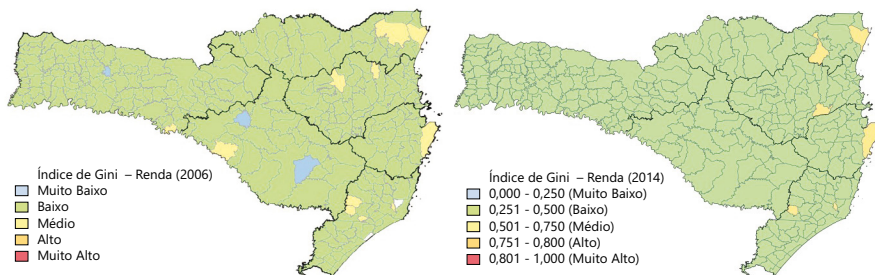 Índice de Gini – Renda (2006)
Muito Baixo
Baixo
Médio
Alto
Muito Alto
Índice de Gini – Renda (2014)
0,000 - 0,250 (Muito Baixo)
0,251 - 0,500 (Baixo)
0,501 - 0,750 (Médio)
0,751 - 0,800 (Alto)
0,801 - 1,000 (Muito Alto)